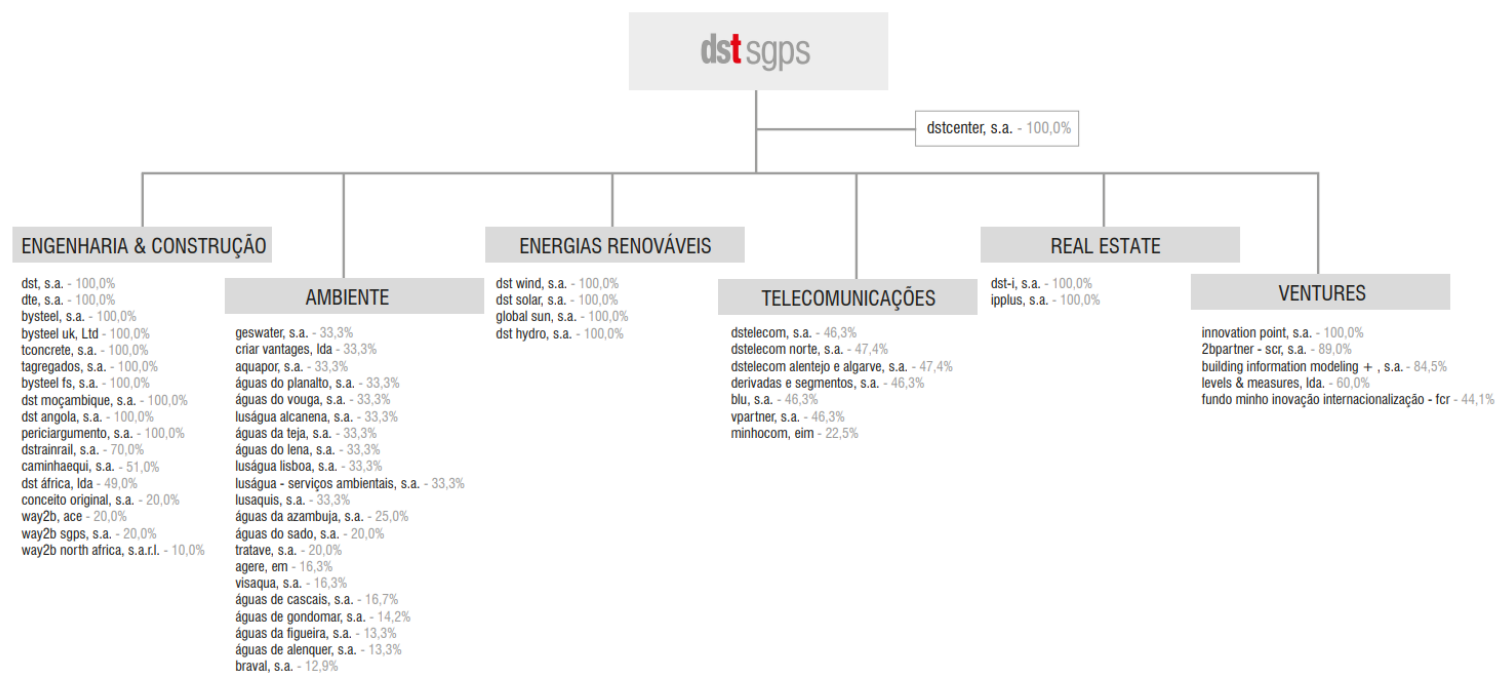 dst sgps
dstcenter, s.a. - 100,0%
ENGENHARIA & CONSTRUÇÃO
dst, s.a. - 100,0%
dte, s.a. - 100,0%
bysteel, s.a. - 100,0%
bysteel uk, Ltd - 100,0%
tconcrete, s.a. - 100,0%
tagregados, s.a. - 100,0%
bysteel fs, s.a. - 100,0%
dst moçambique, s.a. - 100,0%
dst angola, s.a. - 100,0%
periciargumento, s.a. - 100,0%
dstrainrail, s.a. - 70,0%
caminhaequi, s.a. - 51,0%
dst áfrica, lda - 49,0%
conceito original, s.a. - 20,0%
way2b, ace - 20,0%
way2b sgps, s.a. - 20,0%
way2b north africa, s.a.r.l. - 10,0%
AMBIENTE
geswater, s.a. - 33,3%
criar vantages, lda - 33,3%
aquapor, s.a. - 33,3%
águas do planalto, s.a. - 33,3%
águas do vouga, s.a. - 33,3%
luságua alcanena, s.a. - 33,3%
águas da teja, s.a. - 33,3%
águas do lena, s.a. - 33,3%
luságua lisboa, s.a. - 33,3%
luságua - serviços ambientais, s.a. - 33,3%
lusaquis, s.a. - 33,3%
águas da azambuja, s.a. - 25,0%
águas do sado, s.a. - 20,0%
tratave, s.a. - 20,0%
agere, em - 16,3%
visaqua, s.a. - 16,3%
águas de cascais, s.a. - 16,7%
águas de gondomar, s.a. - 14,2%
águas da figueira, s.a. - 13,3%
águas de alenquer, s.a. - 13,3%
braval, s.a. - 12,9%
ENERGIAS RENOVÁVEIS
dst wind, s.a. - 100,0%
dst solar, s.a. - 100,0%
global sun, s.a. - 100,0%
dst hydro, s.a. - 100,0%
TELECOMUNICAÇÕES
dstelecom, s.a. - 46,3%
dstelecom norte, s.a. - 47,4%
dstelecom alentejo e algarve, s.a. - 47,4%
derivadas e segmentos, s.a. - 46,3%
blu, s.a. - 46,3%
vpartner, s.a. - 46,3%
minhocom, eim - 22,5%
REAL ESTATE
dst-i, s.a. - 100,0%
ipplus, s.a. - 100,0%
VENTURES
innovation point, s.a. - 100,0%
2bpartner - scr, s.a. - 89,0%
building information modeling + , s.a. - 84,5%
levels & measures, lda. - 60,0%
fundo minho inovação internacionalização - fcr - 44,1%